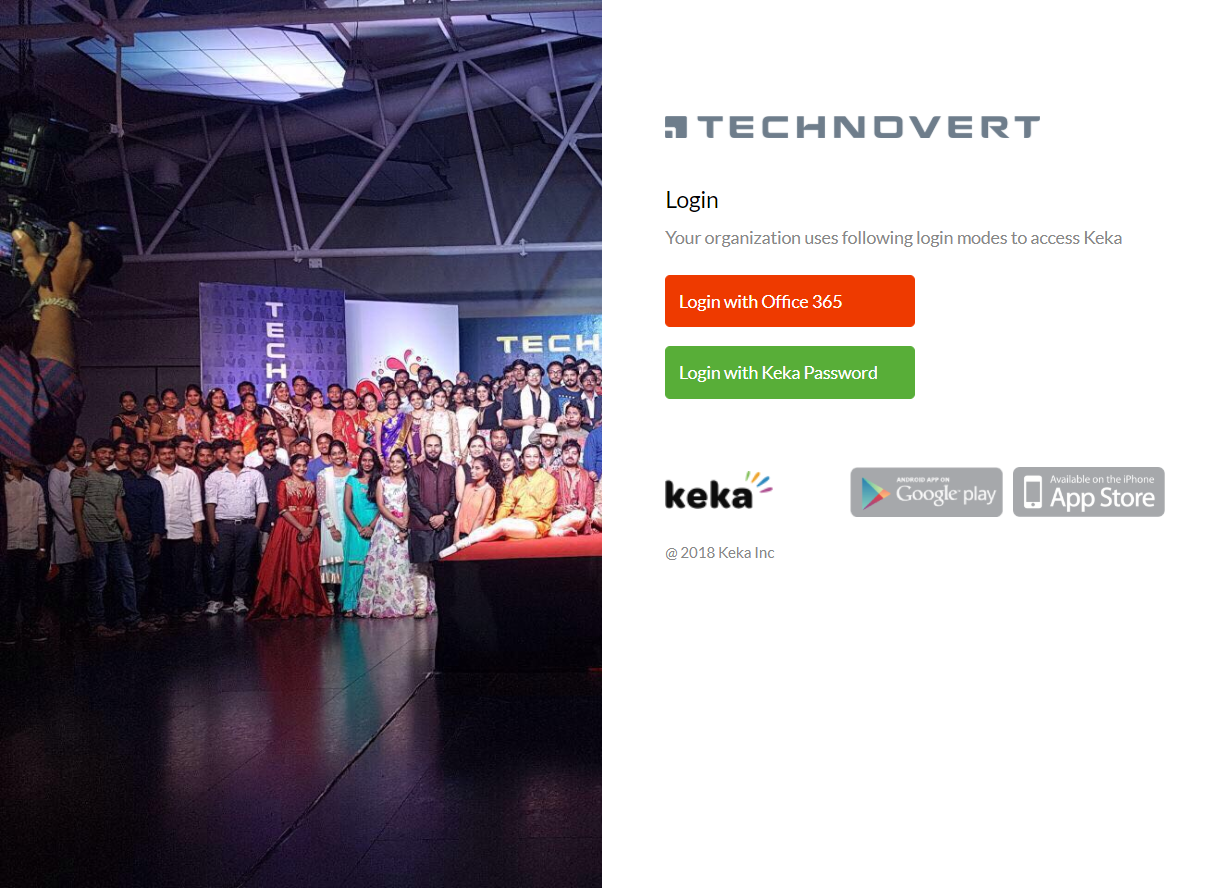 TECHNOVERT
Login
Your organization uses following login modes to access Keka
Login with Office 365
Login with Keka Password
keka
ANDROID APP ON
Google play
Available on the iPhone
App Store
@ 2018 Keka Inc
TECH
TECH